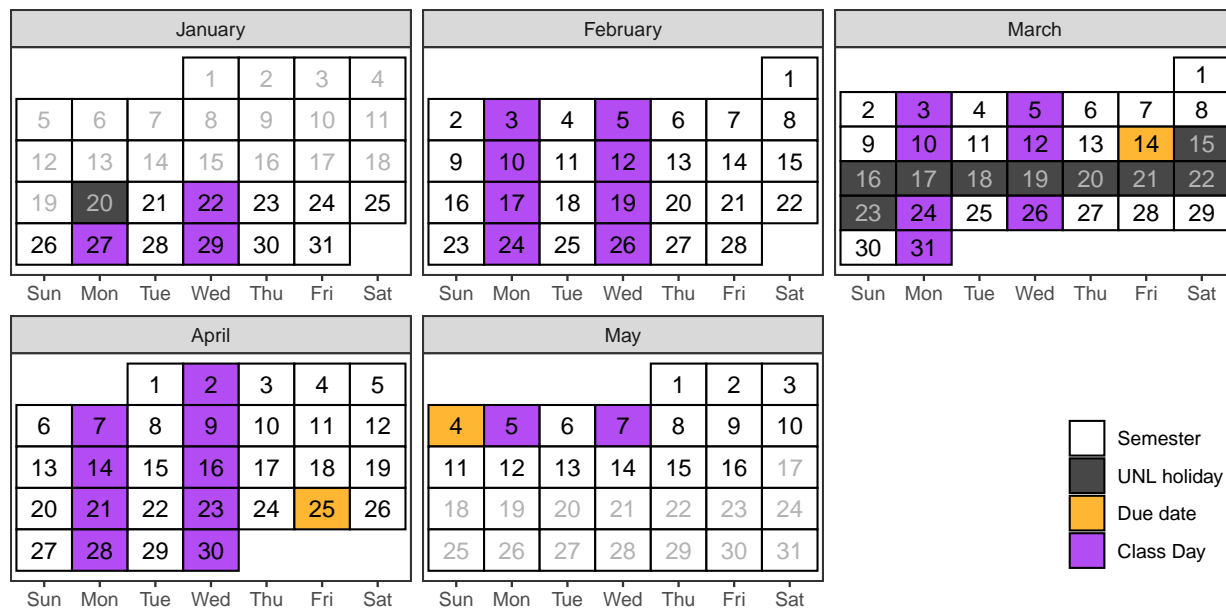 January
1 2 3 4
5 6 7 8 9 10 11
12 13 14 15 16 17 18
19 20 21 22 23 24 25
26 27 28 29 30 31
Sun Mon Tue Wed Thu Fri Sat
February
1
2 3 4 5 6 7 8
9 10 11 12 13 14 15
16 17 18 19 20 21 22
23 24 25 26 27 28
Sun Mon Tue Wed Thu Fri Sat
March
1
2 3 4 5 6 7 8
9 10 11 12 13 14 15
16 17 18 19 20 21 22
23 24 25 26 27 28 29
30 31
Sun Mon Tue Wed Thu Fri Sat
April
1 2 3 4 5
6 7 8 9 10 11 12
13 14 15 16 17 18 19
20 21 22 23 24 25 26
27 28 29 30
Sun Mon Tue Wed Thu Fri Sat
May
1 2 3
4 5 6 7 8 9 10
11 12 13 14 15 16 17
18 19 20 21 22 23 24
25 26 27 28 29 30 31
Sun Mon Tue Wed Thu Fri Sat
Semester
UNL holiday
Due date
Class Day